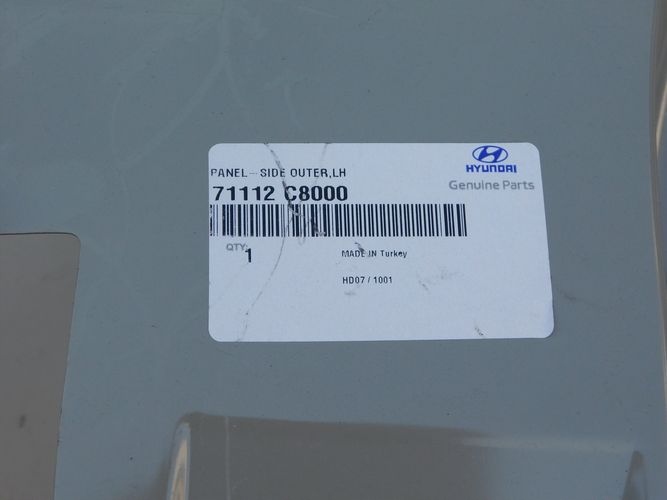 PANEL-SIDE OUTER,LH
HYUNDAI
71112 C8000
Genuine Parts
QTY.
1
MADE IN Turkey
HD07 / 1001